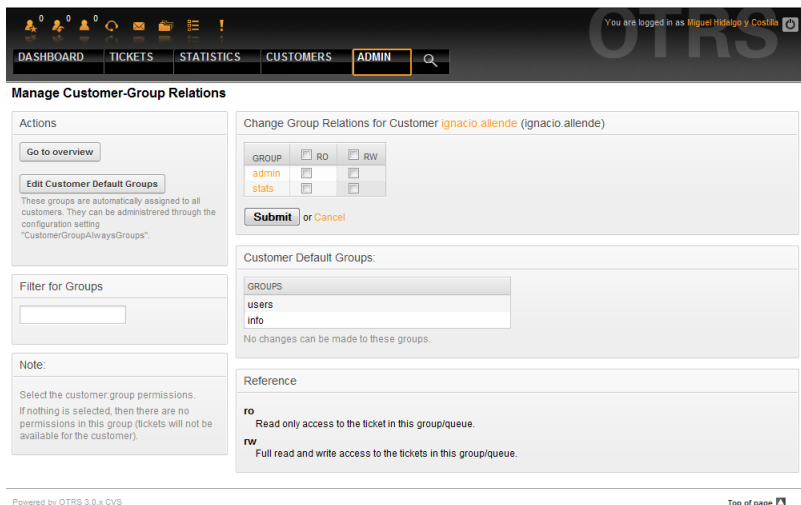 0 0 0
You are logged in as Miguel Hidalgo y Costilla
OTRS
DASHBOARD TICKETS STATISTICS CUSTOMERS ADMIN
Manage Customer-Group Relations
Actions
Go to overview
Edit Customer Default Groups
These groups are automatically assigned to all
customers. They can be administrered through the
configuration setting
"CustomerGroupAlwaysGroups".
Filter for Groups
Note:
Select the customer:group permissions.
If nothing is selected, then there are no
permissions in this group (tickets will not be
available for the customer).
Change Group Relations for Customer ignacio.allende (ignacio.allende)
GROUP RO RW
admin
stats
Submit or Cancel
Customer Default Groups:
GROUPS
users
info
No changes can be made to these groups.
Reference
ro
Read only access to the ticket in this group/queue.
rw
Full read and write access to the tickets in this group/queue.
Powered by OTRS 3.0.x CVS
Top of page